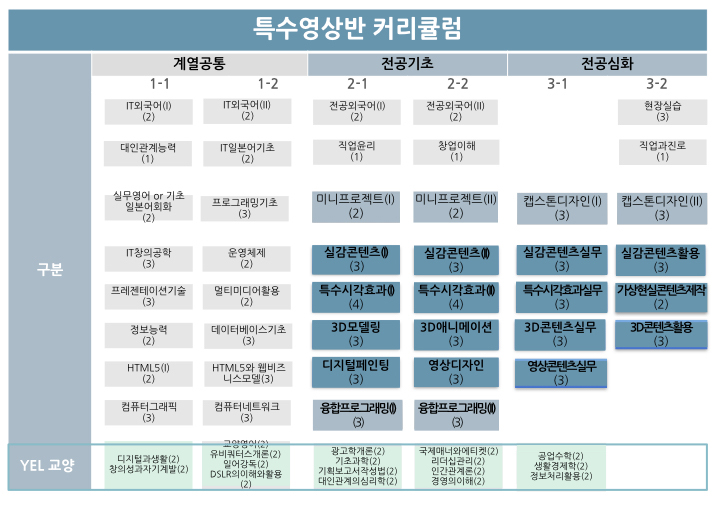 특수영상반 커리큘럼
계열공통
전공기초
전공심화
1-1
1-2
2-1
2-2
3-1
3-2
구분
IT외국어(I)
(2)
IT외국어(II)
(2)
전공외국어(I)
(2)
전공외국어(II)
(2)
현장실습
(3)
대인관계능력
(1)
IT일본어기초
(2)
직업윤리
(1)
창업이해
(1)
직업과진로
(1)
실무영어 or 기초
일본어회화
(2)
프로그래밍기초
(3)
미니프로젝트(I)
(2)
미니프로젝트(II)
(2)
캡스톤디자인(I)
(3)
캡스톤디자인(II)
(3)
IT창의공학
(3)
운영체제
(2)
실감콘텐츠(I)
(3)
실감콘텐츠(II)
(3)
실감콘텐츠실무
(3)
실감콘텐츠활용
(3)
프레젠테이션기술
(3)
멀티미디어활용
(2)
특수시각효과(I)
(4)
특수시각효과(II)
(4)
특수시각효과실무
(3)
가상현실콘텐츠제작
(2)
정보능력
(2)
데이터베이스기초
(3)
3D모델링
(3)
3D애니메이션
(3)
3D콘텐츠실무
(3)
3D콘텐츠활용
(3)
HTML5(I)
(2)
HTML5와 웹비즈
니스모델(3)
디지털페인팅
(3)
영상디자인
(3)
영상콘텐츠실무
(3)
컴퓨터그래픽
(3)
컴퓨터네트워크
(3)
융합프로그래밍(I)
(3)
융합프로그래밍(II)
(3)
YEL 교양
디지털과생활(2)
창의성과자기계발(2)
교양영어(2)
유비쿼터스개론(2)
일어강독(2)
DSLR의이해와활용
(2)
광고학개론(2)
기초과학(2)
기획보고서작성법(2)
대인관계의심리학(2)
국제매너와에티켓(2)
리더십관리(2)
인간관계론(2)
경영의이해(2)
공업수학(2)
생활경제학(2)
정보처리활용(2)